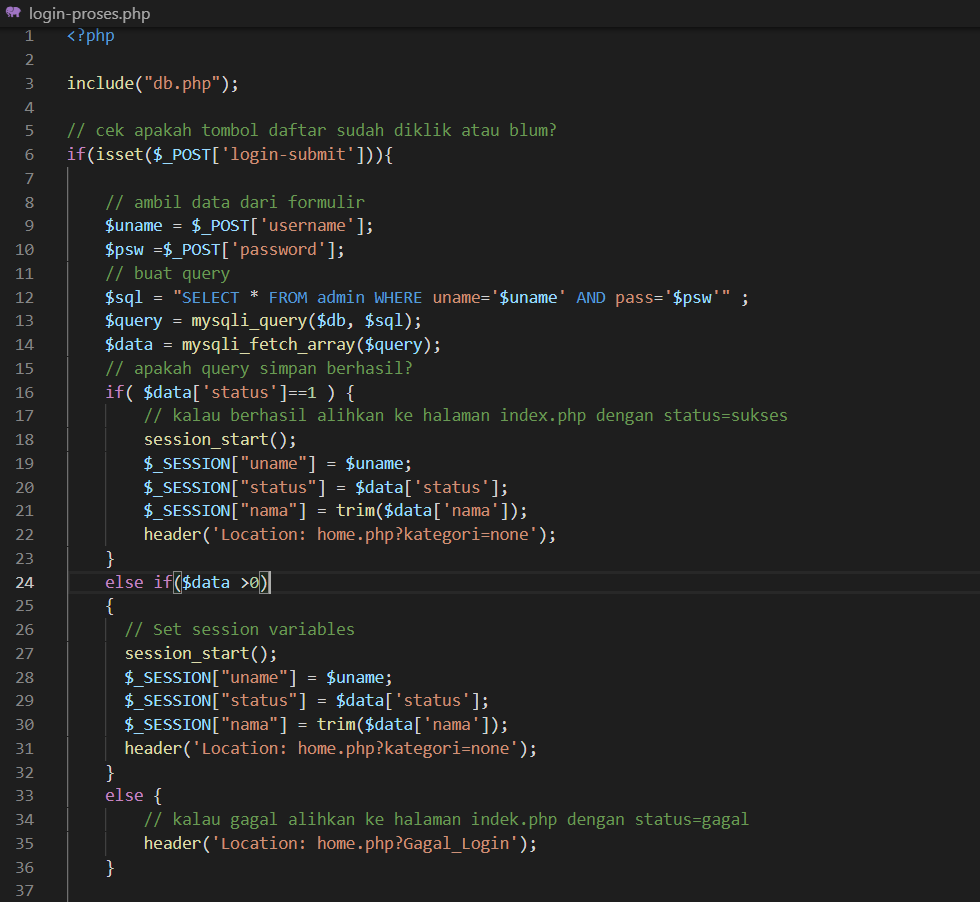 login-proses.php
1 <?php
2
3 include("db.php");
4
5 // cek apakah tombol daftar sudah diklik atau blum?
6 if(isset($_POST['login-submit'])){
7
8 // ambil data dari formulir
9 $uname = $_POST['username'];
10 $psw =$_POST['password'];
11 // buat query
12 $sql = "SELECT * FROM admin WHERE uname='$uname' AND pass='$psw'" ;
13 $query = mysqli_query($db, $sql);
14 $data = mysqli_fetch_array($query);
15 // apakah query simpan berhasil?
16 if( $data['status']==1 ) {
17 // kalau berhasil alihkan ke halaman index.php dengan status=sukses
18 session_start();
19 $_SESSION["uname"] = $uname;
20 $_SESSION["status"] = $data['status'];
21 $_SESSION["nama"] = trim($data['nama']);
22 header('Location: home.php?kategori=none');
23 }
24 else if($data >0)
25 {
26 // Set session variables
27 session_start();
28 $_SESSION["uname"] = $uname;
29 $_SESSION["status"] = $data['status'];
30 $_SESSION["nama"] = trim($data['nama']);
31 header('Location: home.php?kategori=none');
32 }
33 else {
34 // kalau gagal alihkan ke halaman indek.php dengan status=gagal
35 header('Location: home.php?Gagal_Login');
36 }
37